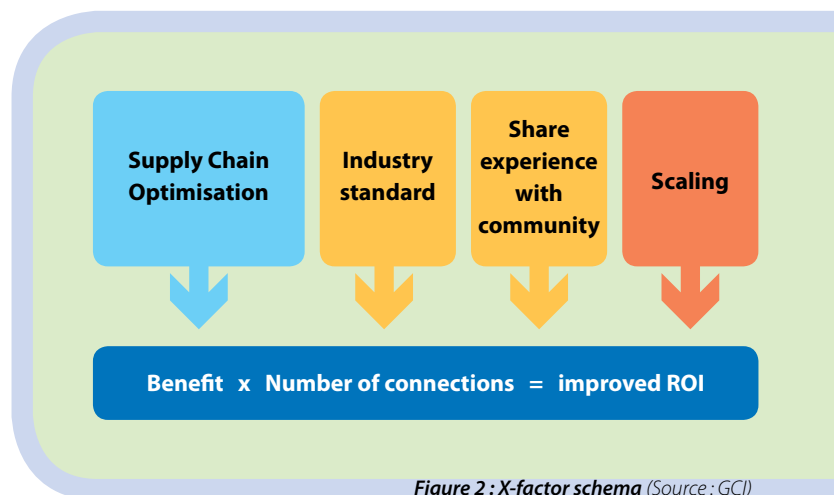 Supply Chain
Optimisation
Industry
standard
Share
experience
with
community
Scaling
Benefit x Number of connections = improved ROI
Figure 2 : X-factor schema (Source : GCI)